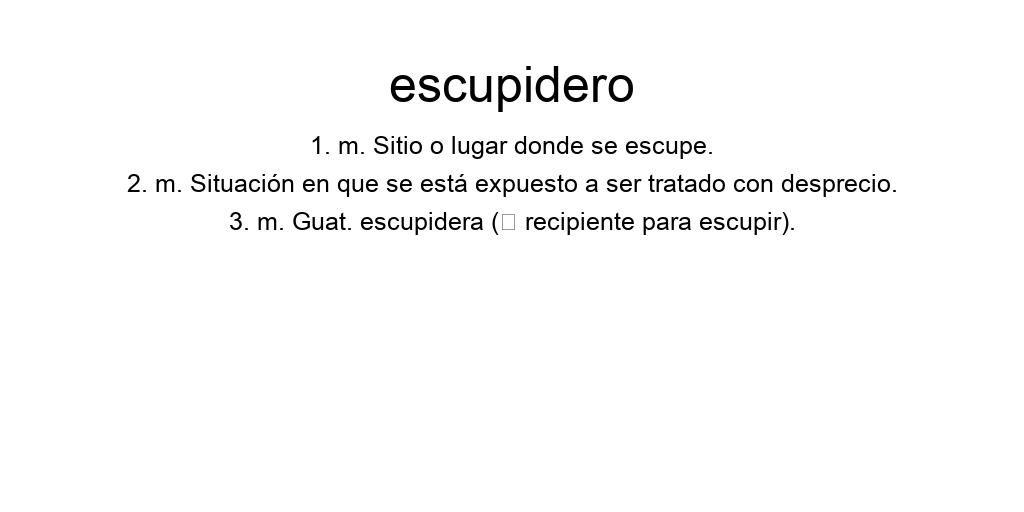 escupidero
1. m. Sitio o lugar donde se escupe.
2. m. Situación en que se está expuesto a ser tratado con desprecio.
3. m. Guat. escupidera (□ recipiente para escupir).